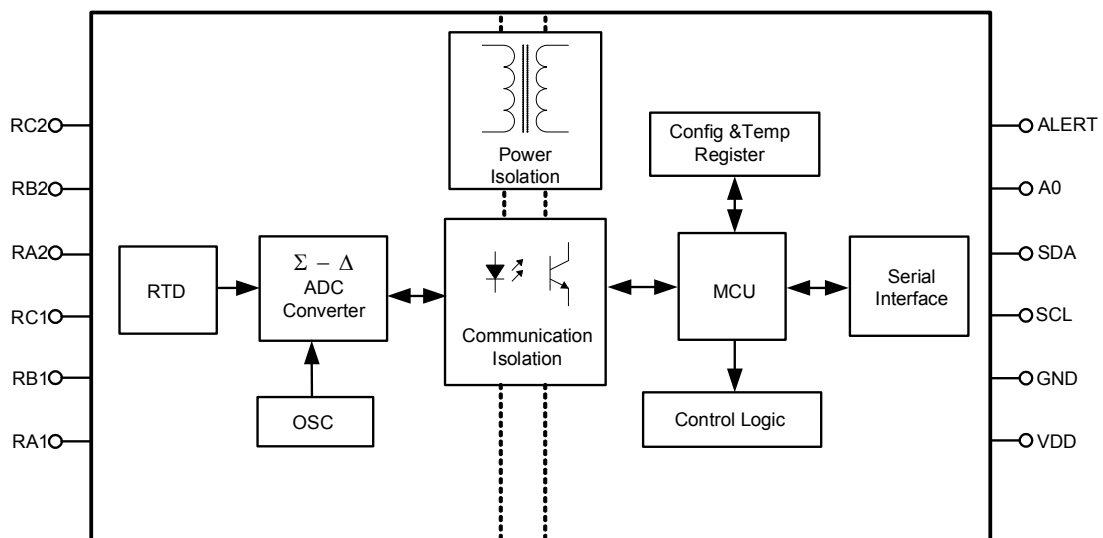 RC2
RB2
RA2
RC1
RB1
RA1
RTD
Σ – Δ
ADC
Converter
OSC
Power
Isolation
Communication
Isolation
Config &Temp
Register
MCU
Control Logic
Serial
Interface
ALERT
A0
SDA
SCL
GND
VDD